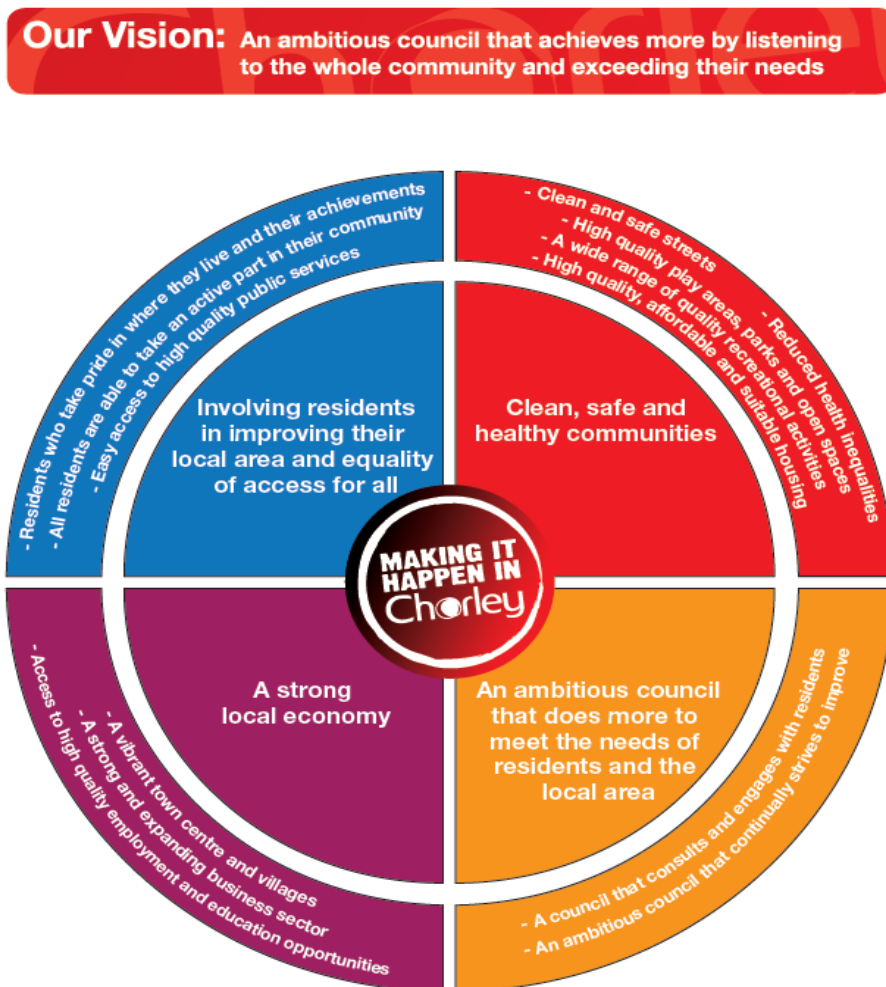 Our Vision: An ambitious council that achieves more by listening
to the whole community and exceeding their needs
- Residents who take pride in where they live and their achievements
- All residents are able to take an active part in their community
- Easy access to high quality public services
Involving residents
in improving their
local area and equality
of access for all
- Clean and safe streets
- Reduced health inequalities
- High quality play areas, parks and open spaces
- A wide range of quality recreational activities
- High quality, affordable and suitable housing
Clean, safe and
healthy communities
MAKING IT
HAPPEN IN
Chorley
A strong
local economy
- A vibrant town centre and villages
- A strong and expanding business sector
- Access to high quality employment and education opportunities
An ambitious council
that does more to
meet the needs of
residents and the
local area
- A council that consults and engages with residents
- An ambitious council that continually strives to improve